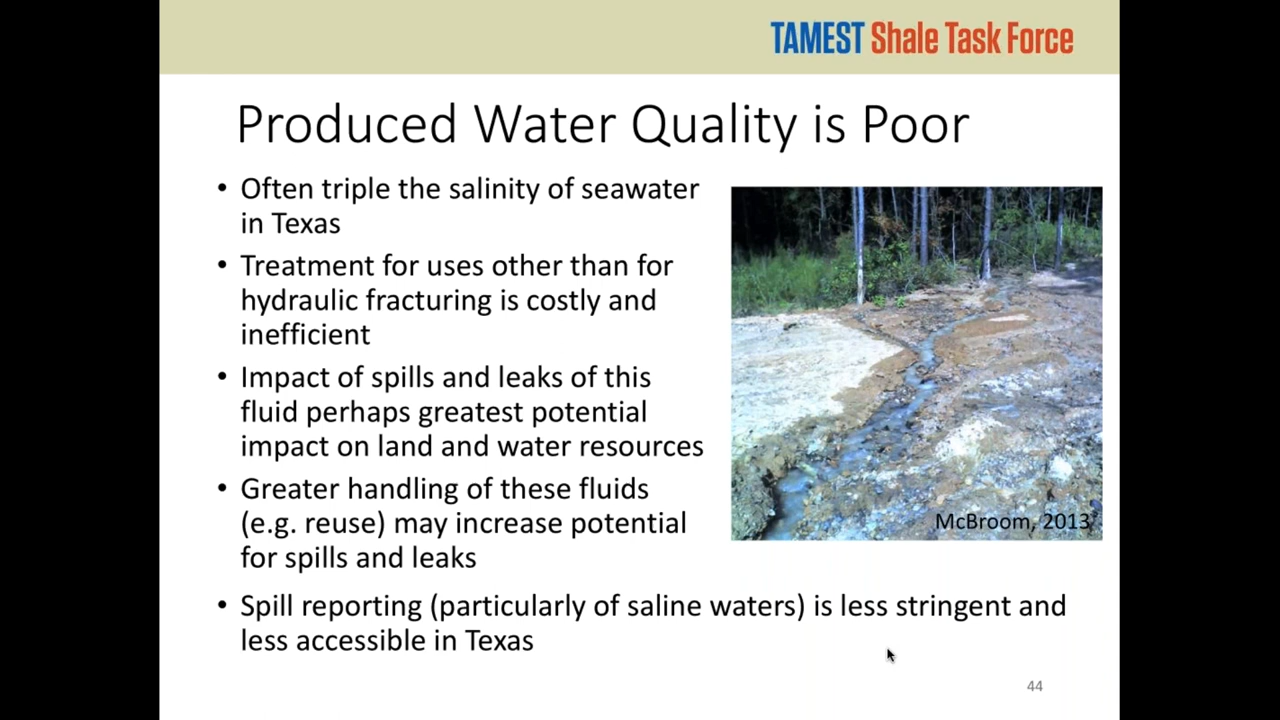 TAMEST Shale Task Force
Produced Water Quality is Poor
• Often triple the salinity of seawater
in Texas
• Treatment for uses other than for
hydraulic fracturing is costly and
inefficient
• Impact of spills and leaks of this
fluid perhaps greatest potential
impact on land and water resources
• Greater handling of these fluids
(e.g. reuse) may increase potential
for spills and leaks
McBroom, 2013
• Spill reporting (particularly of saline waters) is less stringent and
less accessible in Texas
44